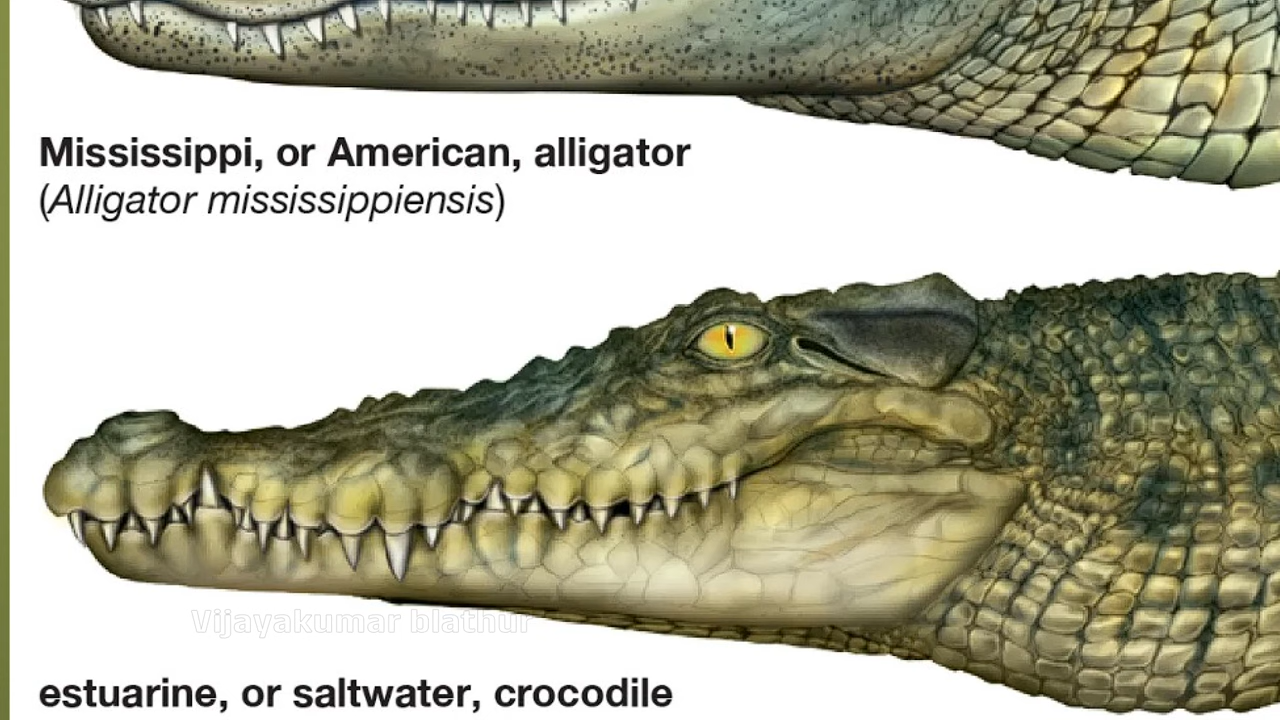 Mississippi, or American, alligator
(Alligator mississippiensis)
Vijayakumar blathur
estuarine, or saltwater, crocodile